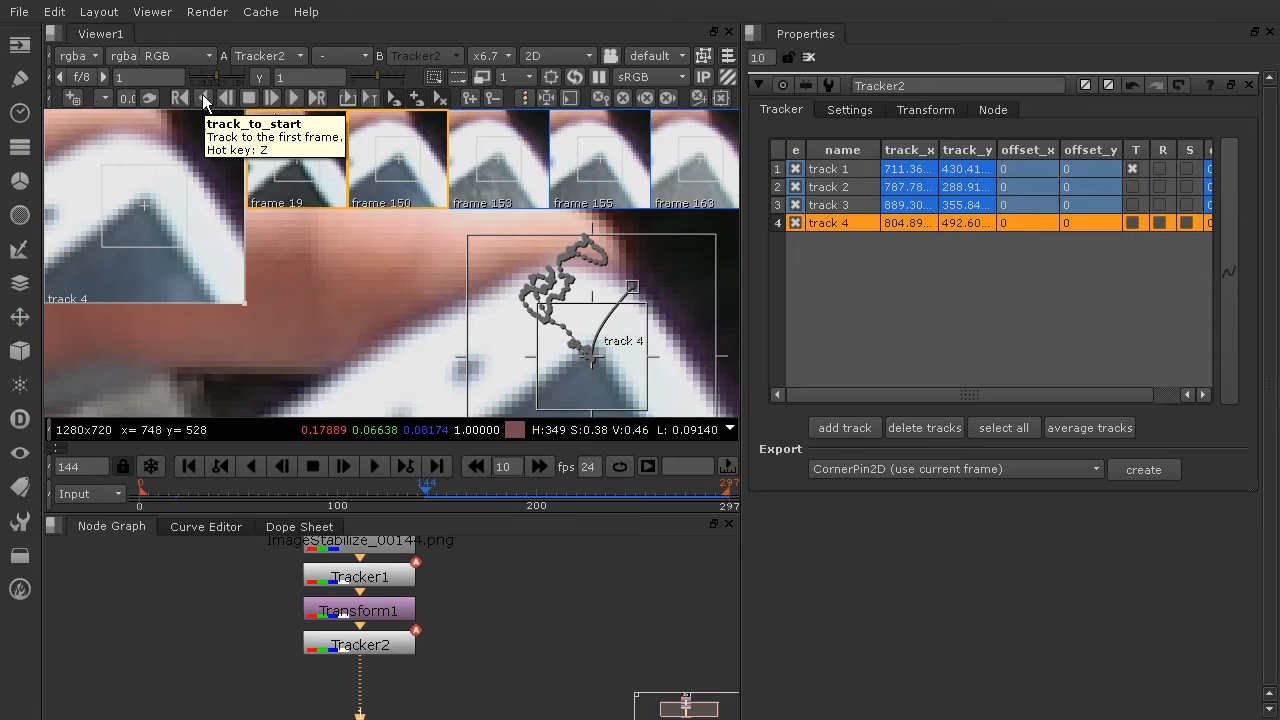 File Edit Layout Viewer Render Cache Help
Viewer1
rgba rgba RGB A Tracker2 - B Tracker2 x6.7 2D default
f/8 1 Y 1 1 sRGB IP
0.0
track_to_start
Track to the first frame.
Hot key: Z
frame 19 frame 150 frame 153 frame 155 frame 163
track 4
track 4
1280x720 x= 748 y= 528 0.17889 0.06638 0.08174 1.00000 H:349 S:0.38 V:0.46 L: 0.09140
144 10 fps 24
Input 0 144 297
0 100 200 297
Node Graph Curve Editor Dope Sheet
ImageStabilize_00144.png
Tracker1
A
Transform1
Tracker2
A
Properties
10
Tracker2
Tracker Settings Transform Node
e name track_x track_y offset_x offset_y T R S
1 track 1 711.36... 430.41... 0 0
2 track 2 787.78... 288.91... 0 0
3 track 3 889.30... 355.84... 0 0
4 track 4 804.89... 492.60... 0 0
add track delete tracks select all average tracks
Export
CornerPin2D (use current frame) create